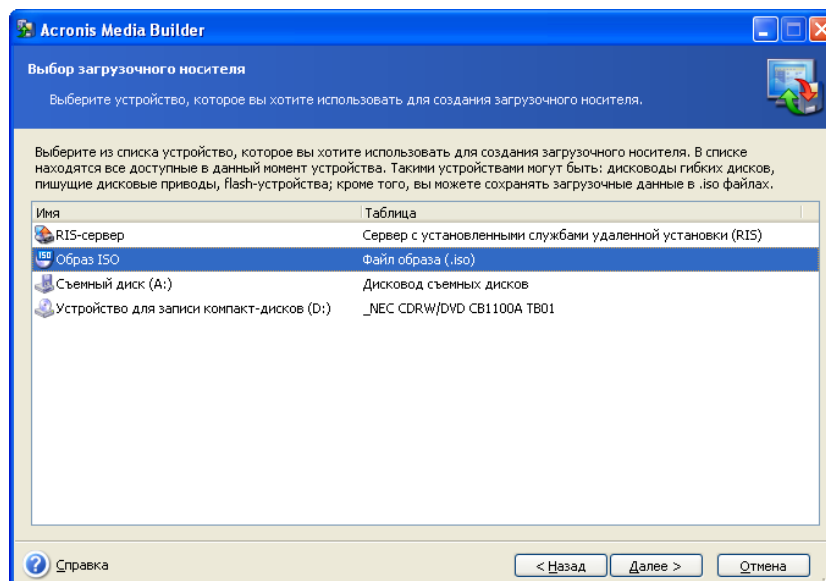 Acronis Media Builder
Выбор загрузочного носителя
Выберите устройство, которое вы хотите использовать для создания загрузочного носителя.
Выберите из списка устройство, которое вы хотите использовать для создания загрузочного носителя. В списке
находятся все доступные в данный момент устройства. Такими устройствами могут быть: дисководы гибких дисков,
пишущие дисковые приводы, flash-устройства; кроме того, вы можете сохранять загрузочные данные в .iso файлах.
Имя Таблица
RIS-сервер Сервер с установленными службами удаленной установки (RIS)
ISO Образ ISO Файл образа (.iso)
Съемный диск (A:) Дисковод съемных дисков
Устройство для записи компакт-дисков (D:) _NEC CDRW/DVD CB1100A TB01
? Справка < Назад Далее > Отмена